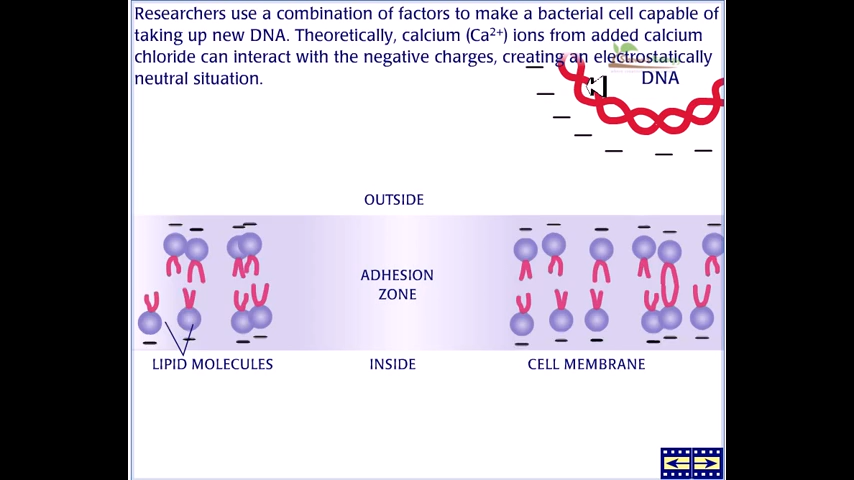 Researchers use a combination of factors to make a bacterial cell capable of
taking up new DNA. Theoretically, calcium (Ca²⁺) ions from added calcium
chloride can interact with the negative charges, creating an electrostatically
neutral situation.
DNA
OUTSIDE
ADHESION
ZONE
LIPID MOLECULES
INSIDE
CELL MEMBRANE